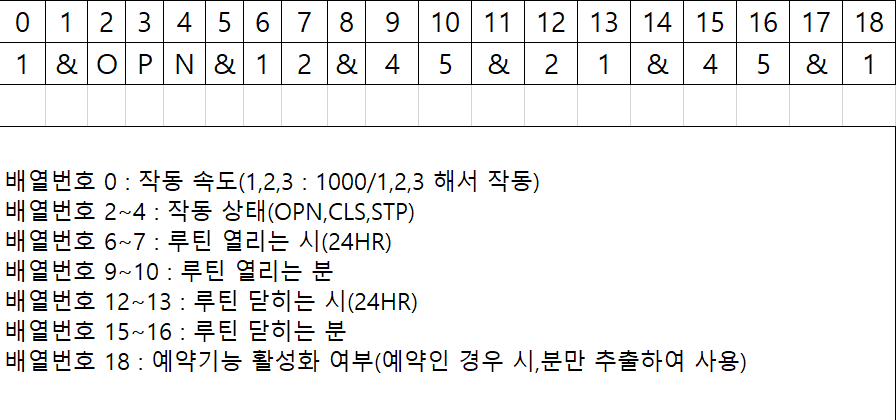 0 1 2 3 4 5 6 7 8 9 10 11 12 13 14 15 16 17 18
1 & O P N & 1 2 & 4 5 & 2 1 & 4 5 & 1
배열번호 0 : 작동 속도(1,2,3 : 1000/1,2,3 해서 작동)
배열번호 2~4 : 작동 상태(OPN,CLS,STP)
배열번호 6~7 : 루틴 열리는 시(24HR)
배열번호 9~10 : 루틴 열리는 분
배열번호 12~13 : 루틴 닫히는 시(24HR)
배열번호 15~16 : 루틴 닫히는 분
배열번호 18 : 예약기능 활성화 여부(예약인 경우 시,분만 추출하여 사용)